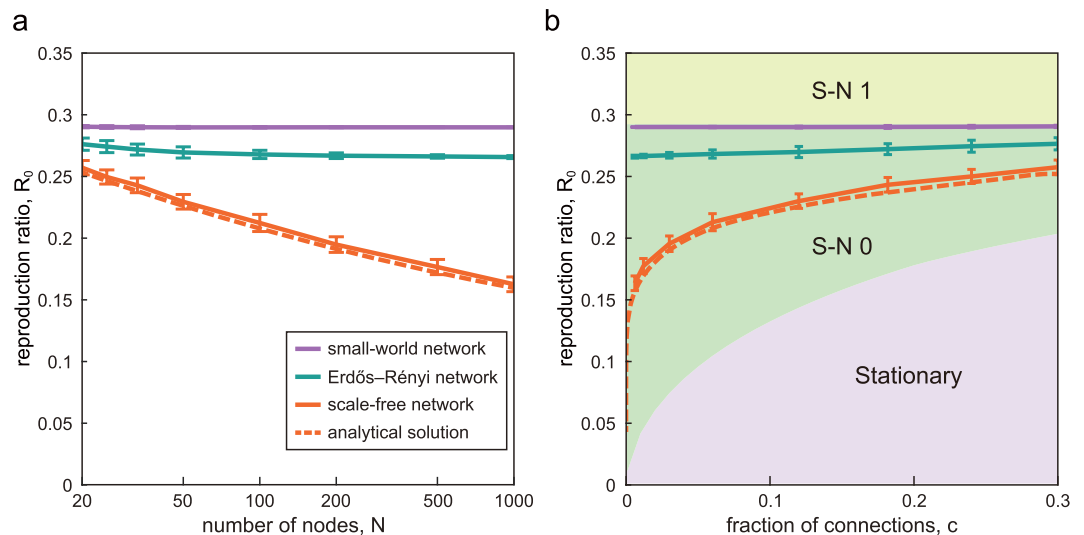 a
reproduction ratio, R0
0.35
0.3
0.25
0.2
0.15
0.1
0.05
0
small-world network
Erdős–Rényi network
scale-free network
analytical solution
20
50
100
200
500
1000
number of nodes, N
b
reproduction ratio, R0
0.35
0.3
0.25
0.2
0.15
0.1
0.05
0
S-N 1
S-N 0
Stationary
0
0.1
0.2
0.3
fraction of connections, c